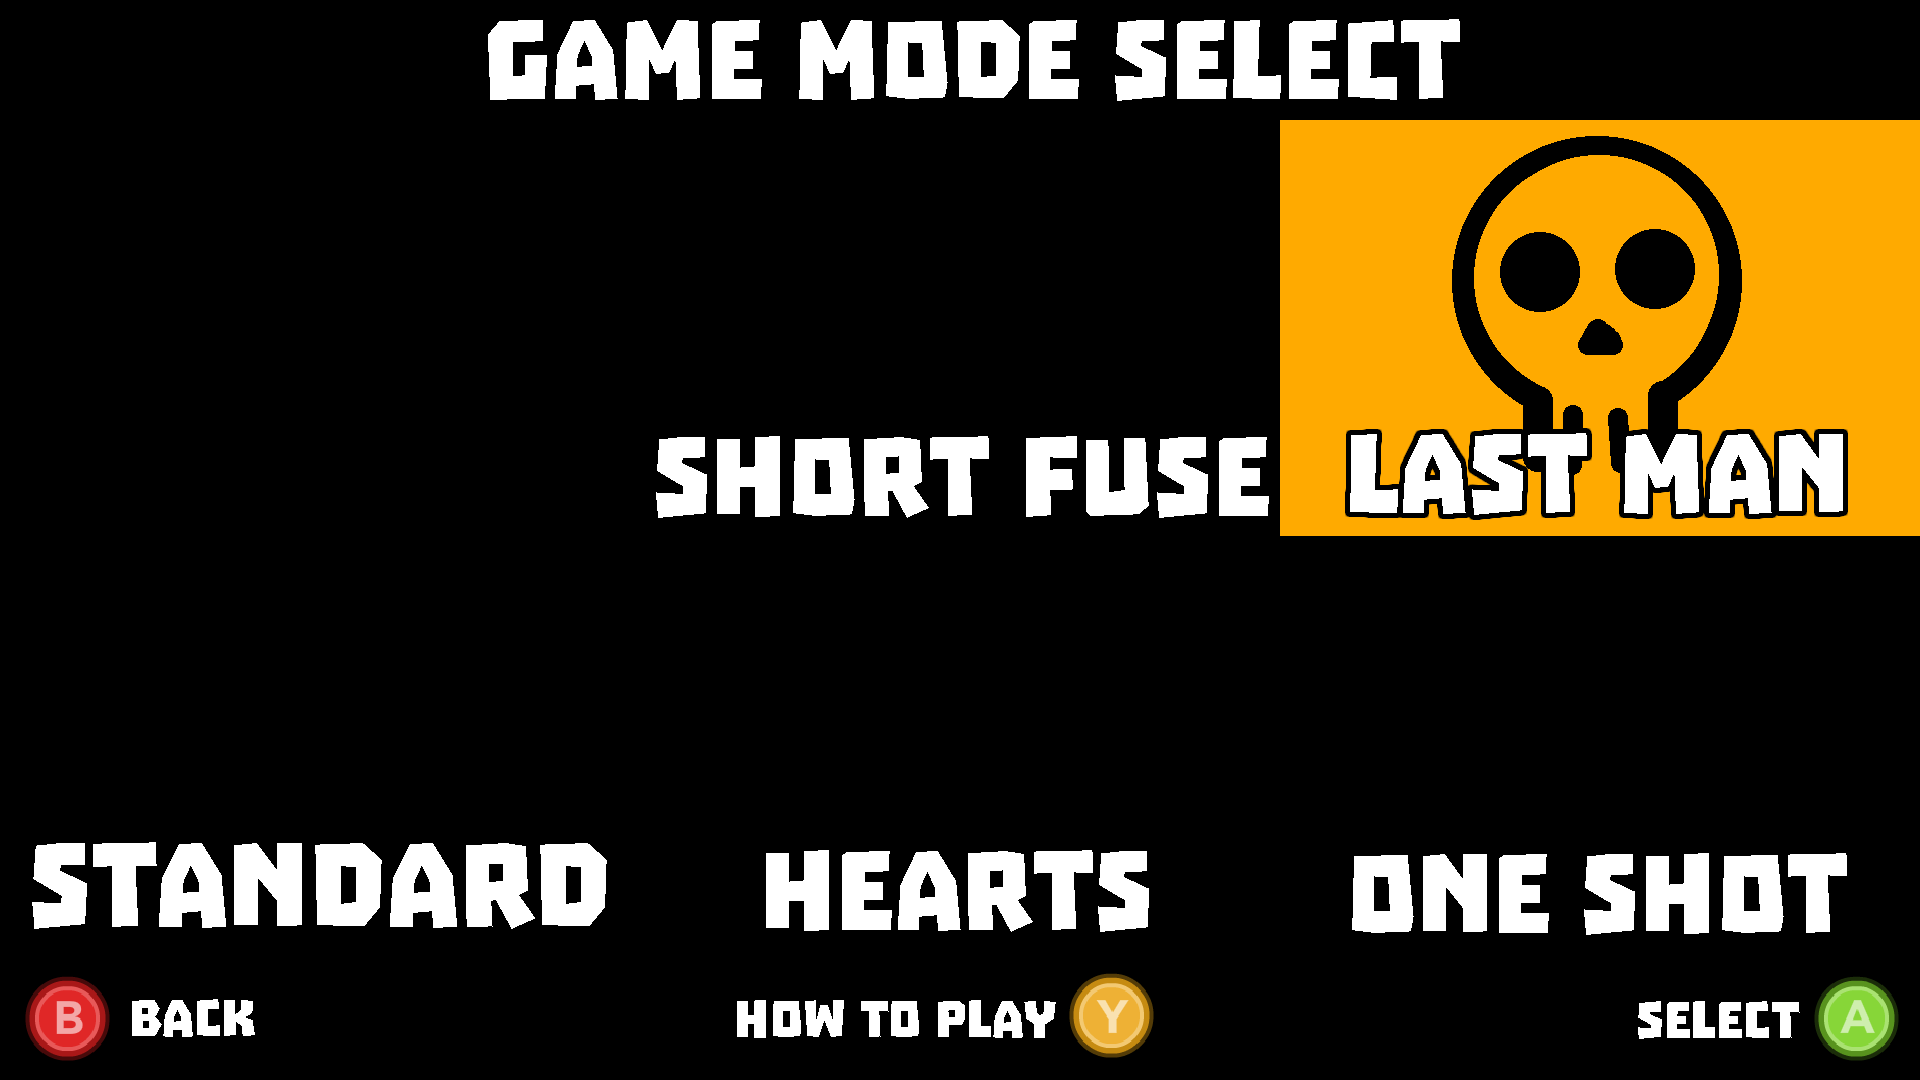 GAME MODE SELECT
SHORT FUSE
LAST MAN
STANDARD
HEARTS
ONE SHOT
B BACK
HOW TO PLAY Y
SELECT A